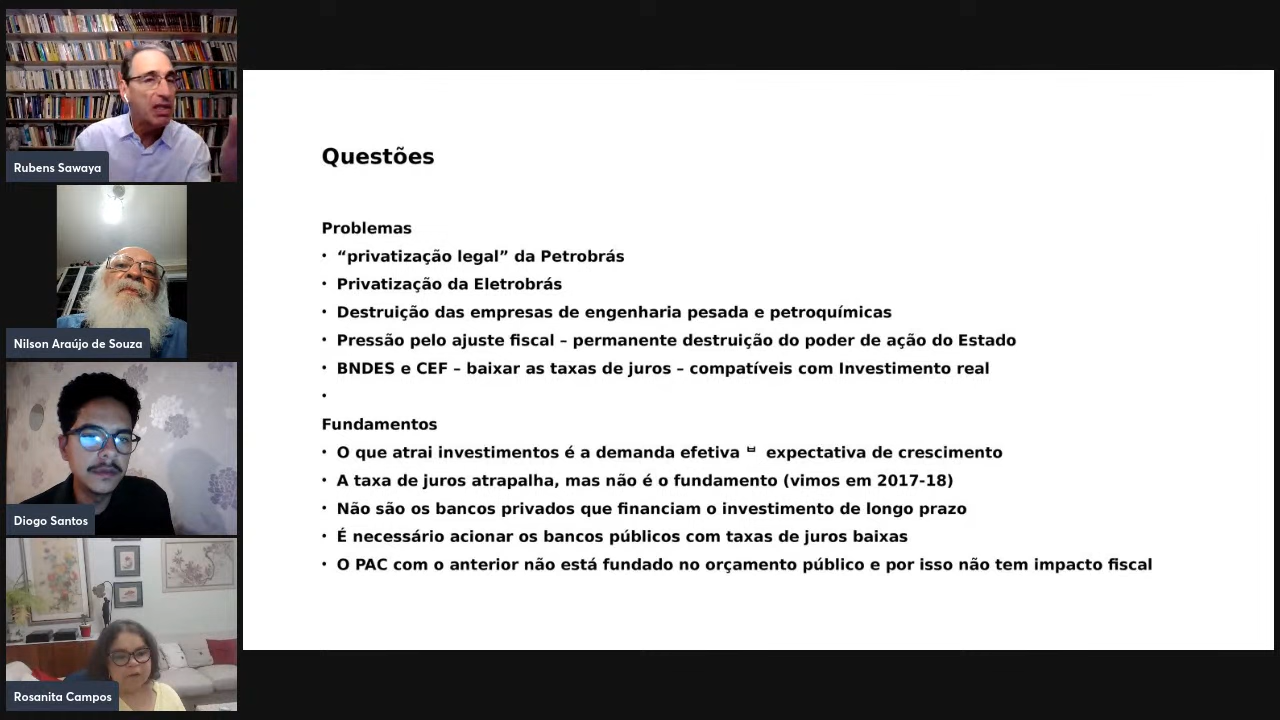 Rubens Sawaya
Nilson Araújo de Souza
Diogo Santos
Rosanita Campos
Questões
Problemas
• “privatização legal” da Petrobrás
• Privatização da Eletrobrás
• Destruição das empresas de engenharia pesada e petroquímicas
• Pressão pelo ajuste fiscal – permanente destruição do poder de ação do Estado
• BNDES e CEF – baixar as taxas de juros – compatíveis com Investimento real
•
Fundamentos
• O que atrai investimentos é a demanda efetiva expectativa de crescimento
• A taxa de juros atrapalha, mas não é o fundamento (vimos em 2017-18)
• Não são os bancos privados que financiam o investimento de longo prazo
• É necessário acionar os bancos públicos com taxas de juros baixas
• O PAC com o anterior não está fundado no orçamento público e por isso não tem impacto fiscal